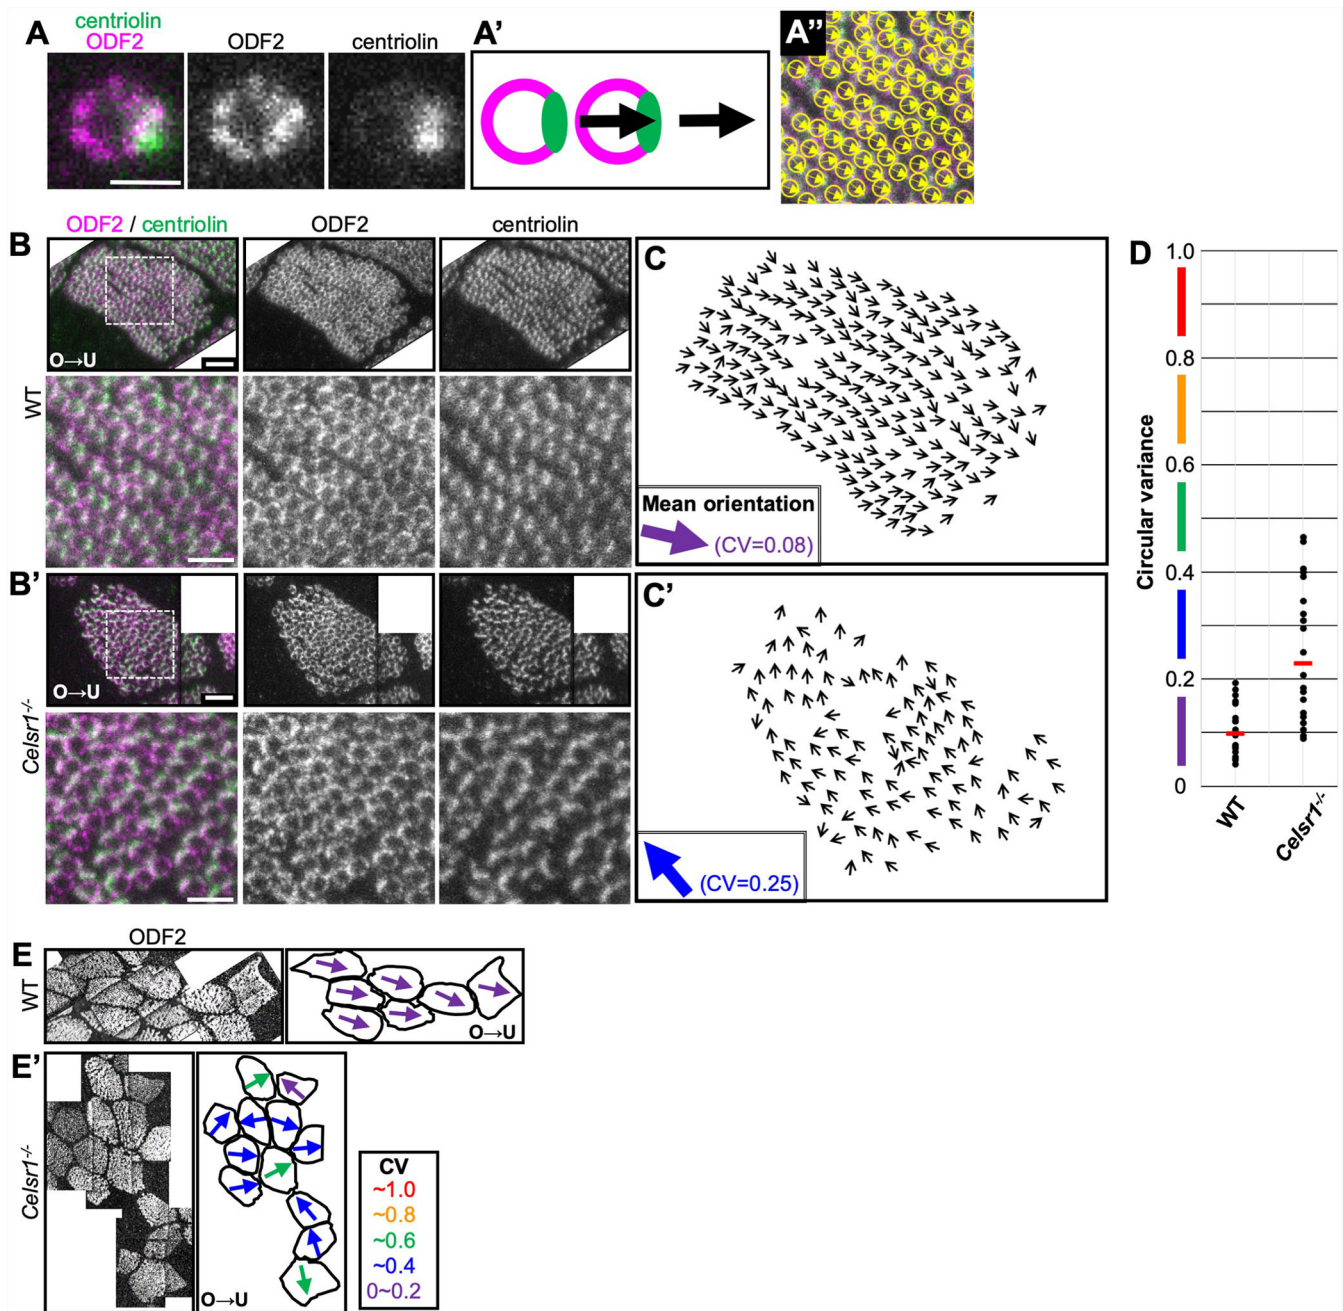 A
centriolin
ODF2
ODF2
centriolin
A'
A''
B
ODF2 / centriolin
ODF2
centriolin
WT
O→U
C
Mean orientation
(CV=0.08)
D
Circular variance
1.0
0.8
0.6
0.4
0.2
0
WT
Celsr1-/-
B'
Celsr1-/-
O→U
C'
(CV=0.25)
E
ODF2
WT
O→U
E'
Celsr1-/-
O→U
CV
~1.0
~0.8
~0.6
~0.4
0~0.2